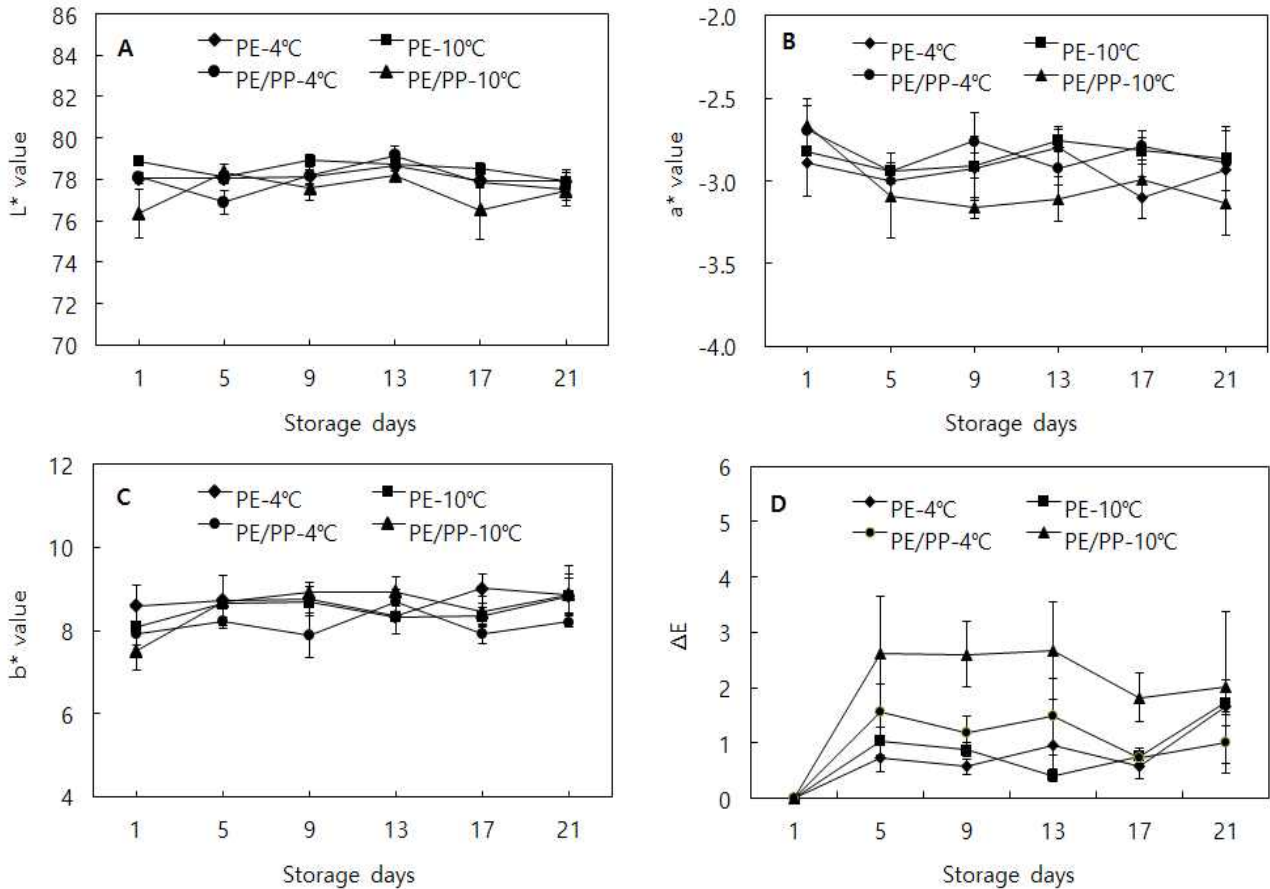 A
PE-4℃
PE-10℃
PE/PP-4℃
PE/PP-10℃
86
84
82
80
78
76
74
72
70
L* value
1 5 9 13 17 21
Storage days
B
PE-4℃
PE-10℃
PE/PP-4℃
PE/PP-10℃
-2.0
-2.5
-3.0
-3.5
-4.0
a* value
1 5 9 13 17 21
Storage days
C
PE-4℃
PE-10℃
PE/PP-4℃
PE/PP-10℃
12
10
8
6
4
b* value
1 5 9 13 17 21
Storage days
D
PE-4℃
PE-10℃
PE/PP-4℃
PE/PP-10℃
6
5
4
3
2
1
0
ΔE
1 5 9 13 17 21
Storage days